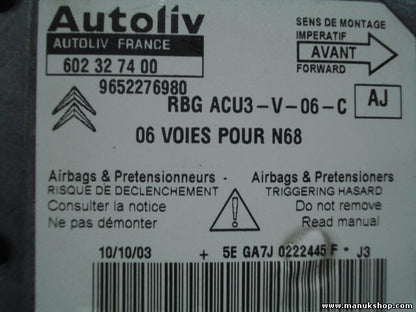 Autoliv
AUTOLIV FRANCE
602 32 74 00
9652276980
SENS DE MONTAGE
IMPERATIF
AVANT
FORWARD
RBG ACU3-V-06-C
AJ
06 VOIES POUR N68
Airbags & Pretensionneurs -
RISQUE DE DECLENCHEMENT
Consulter la notice
Ne pas démonter
Airbags & Pretensioners
TRIGGERING HASARD
Do not remove
Read manual
10/10/03 + 5E GA7J 0222445 F * J3
www.manukshop.com